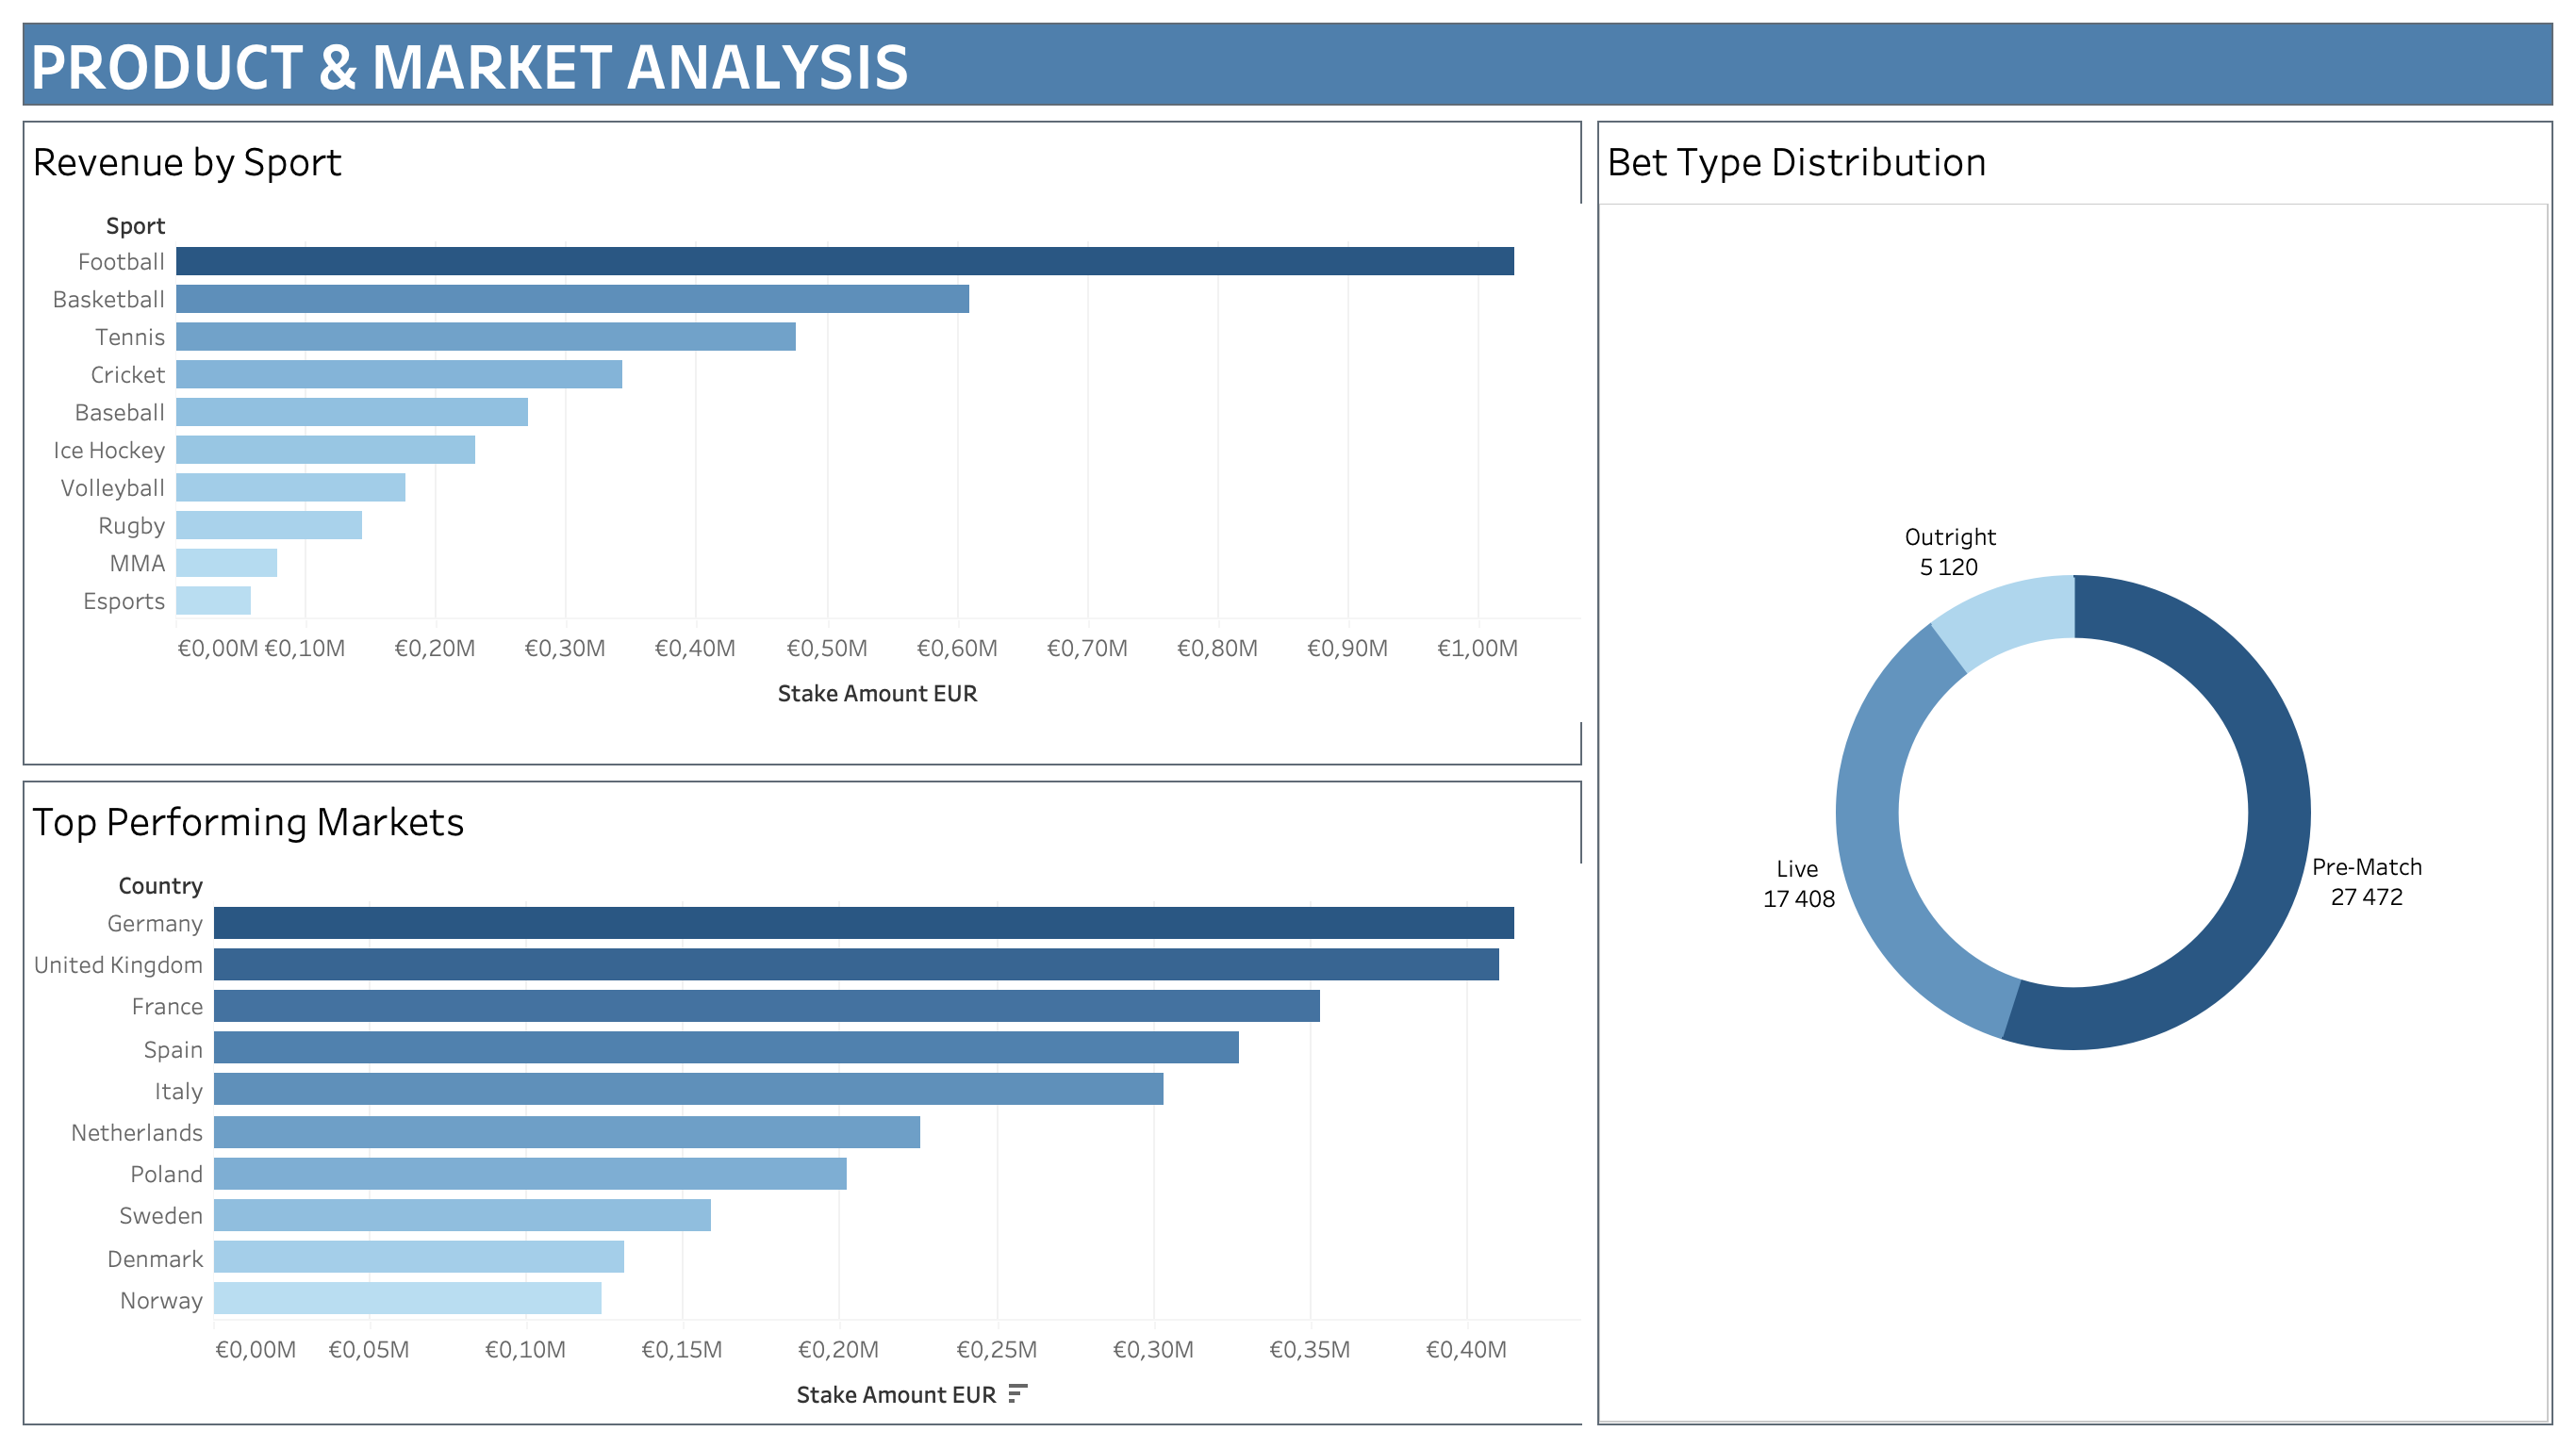 PRODUCT & MARKET ANALYSIS
Revenue by Sport
Sport
Football
Basketball
Tennis
Cricket
Baseball
Ice Hockey
Volleyball
Rugby
MMA
Esports
€0,00M €0,10M €0,20M €0,30M €0,40M €0,50M €0,60M €0,70M €0,80M €0,90M €1,00M
Stake Amount EUR
Top Performing Markets
Country
Germany
United Kingdom
France
Spain
Italy
Netherlands
Poland
Sweden
Denmark
Norway
€0,00M €0,05M €0,10M €0,15M €0,20M €0,25M €0,30M €0,35M €0,40M
Stake Amount EUR
Bet Type Distribution
Outright
5 120
Live
17 408
Pre-Match
27 472